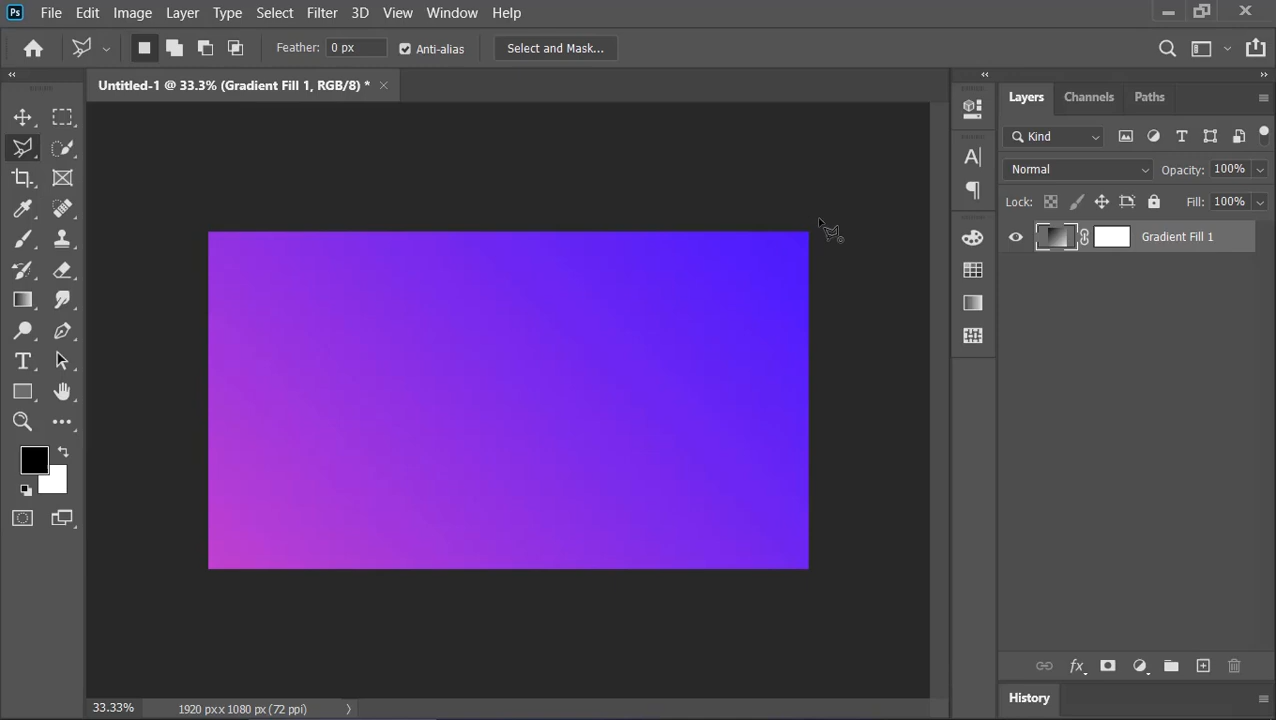 Ps File Edit Image Layer Type Select Filter 3D View Window Help
Feather: 0 px Anti-alias Select and Mask...
Untitled-1 @ 33.3% (Gradient Fill 1, RGB/8) *
Layers Channels Paths
Kind
Normal Opacity: 100%
Lock: Fill: 100%
Gradient Fill 1
fx
History
33.33% 1920 px x 1080 px (72 ppi)